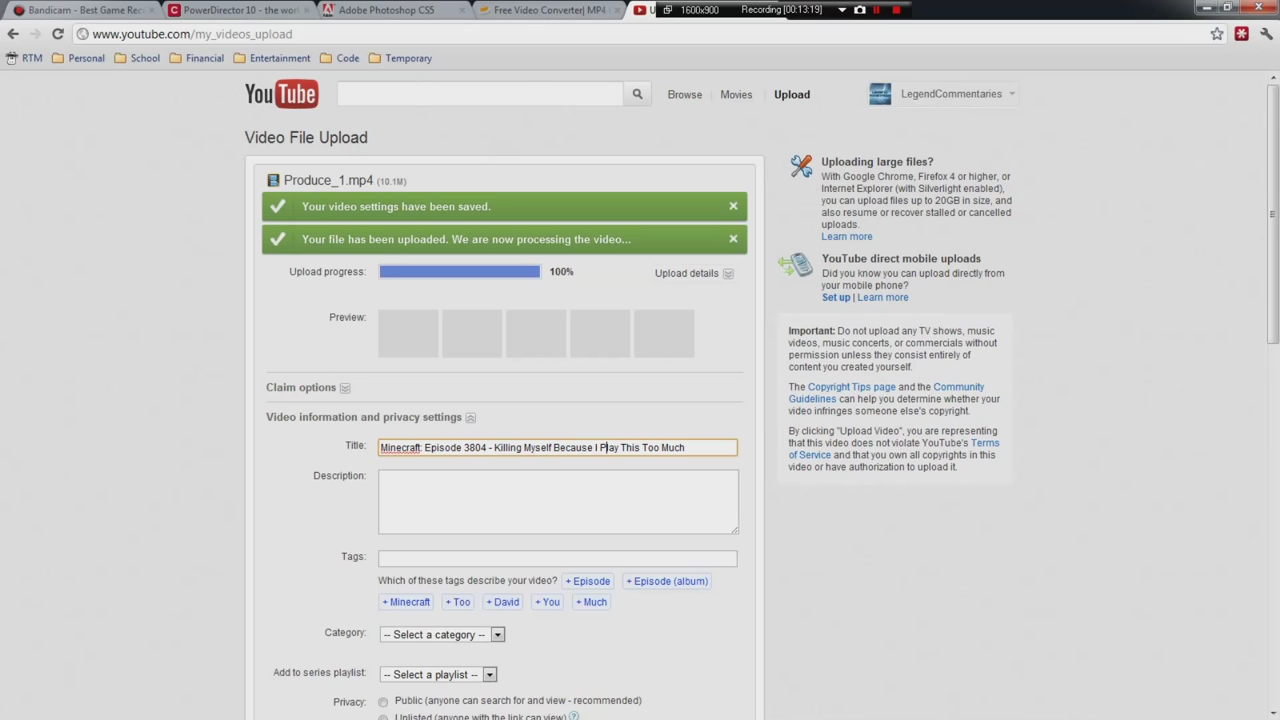 Bandicam - Best Game Rec
PowerDirector 10 - the wor
Adobe Photoshop CS5
Free Video Converter| MP4
1600x900
Recording [00:13:19]
www.youtube.com/my_videos_upload
RTM Personal School Financial Entertainment Code Temporary
YouTube Browse Movies Upload LegendCommentaries
Video File Upload
Produce_1.mp4 (10.1M)
Your video settings have been saved.
Your file has been uploaded. We are now processing the video...
Upload progress: 100% Upload details
Preview:
Claim options
Video information and privacy settings
Title: Minecraft: Episode 3804 - Killing Myself Because I Play This Too Much
Description:
Tags:
Which of these tags describe your video? + Episode + Episode (album)
+ Minecraft + Too + David + You + Much
Category: -- Select a category --
Add to series playlist: -- Select a playlist --
Privacy: Public (anyone can search for and view - recommended)
Unlisted (anyone with the link can view) ?
Uploading large files?
With Google Chrome, Firefox 4 or higher, or
Internet Explorer (with Silverlight enabled),
you can upload files up to 20GB in size, and
also resume or recover stalled or cancelled
uploads.
Learn more
YouTube direct mobile uploads
Did you know you can upload directly from
your mobile phone?
Set up | Learn more
Important: Do not upload any TV shows, music
videos, music concerts, or commercials without
permission unless they consist entirely of
content you created yourself.
The Copyright Tips page and the Community
Guidelines can help you determine whether your
video infringes someone else's copyright.
By clicking "Upload Video", you are representing
that this video does not violate YouTube's Terms
of Service and that you own all copyrights in this
video or have authorization to upload it.